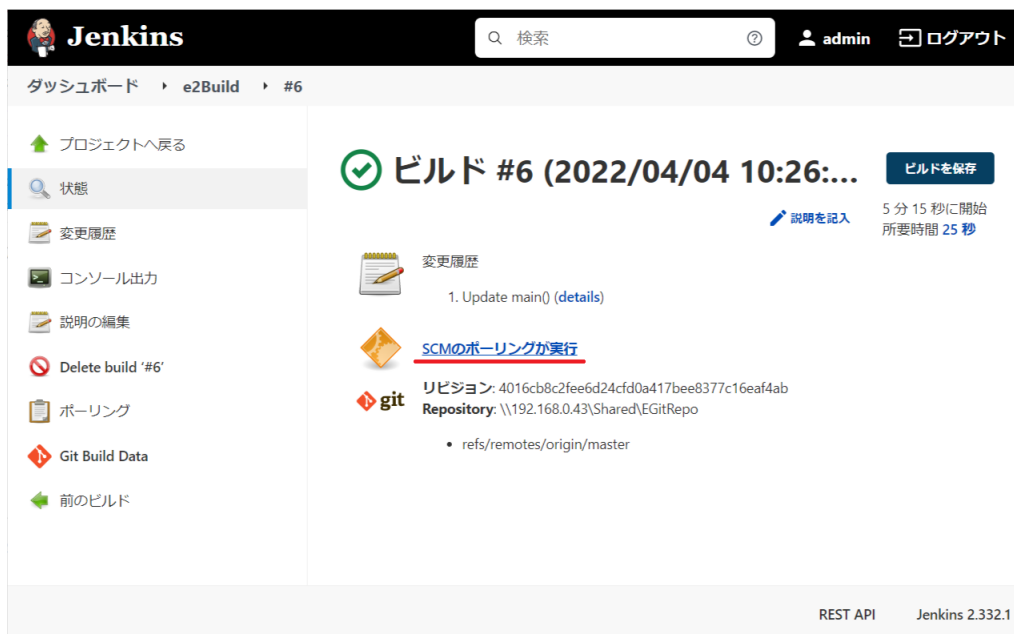 Jenkins
検索
admin
ログアウト
ダッシュボード
e2Build
#6
プロジェクトへ戻る
状態
変更履歴
コンソール出力
説明の編集
Delete build ‘#6’
ポーリング
Git Build Data
前のビルド
ビルド #6 (2022/04/04 10:26:...
ビルドを保存
説明を記入
5 分 15 秒に開始
所要時間 25 秒
変更履歴
1. Update main() (details)
SCMのポーリングが実行
git
リビジョン: 4016cb8c2fee6d24cfd0a417bee8377c16eaf4ab
Repository: \\192.168.0.43\Shared\EGitRepo
• refs/remotes/origin/master
REST API
Jenkins 2.332.1